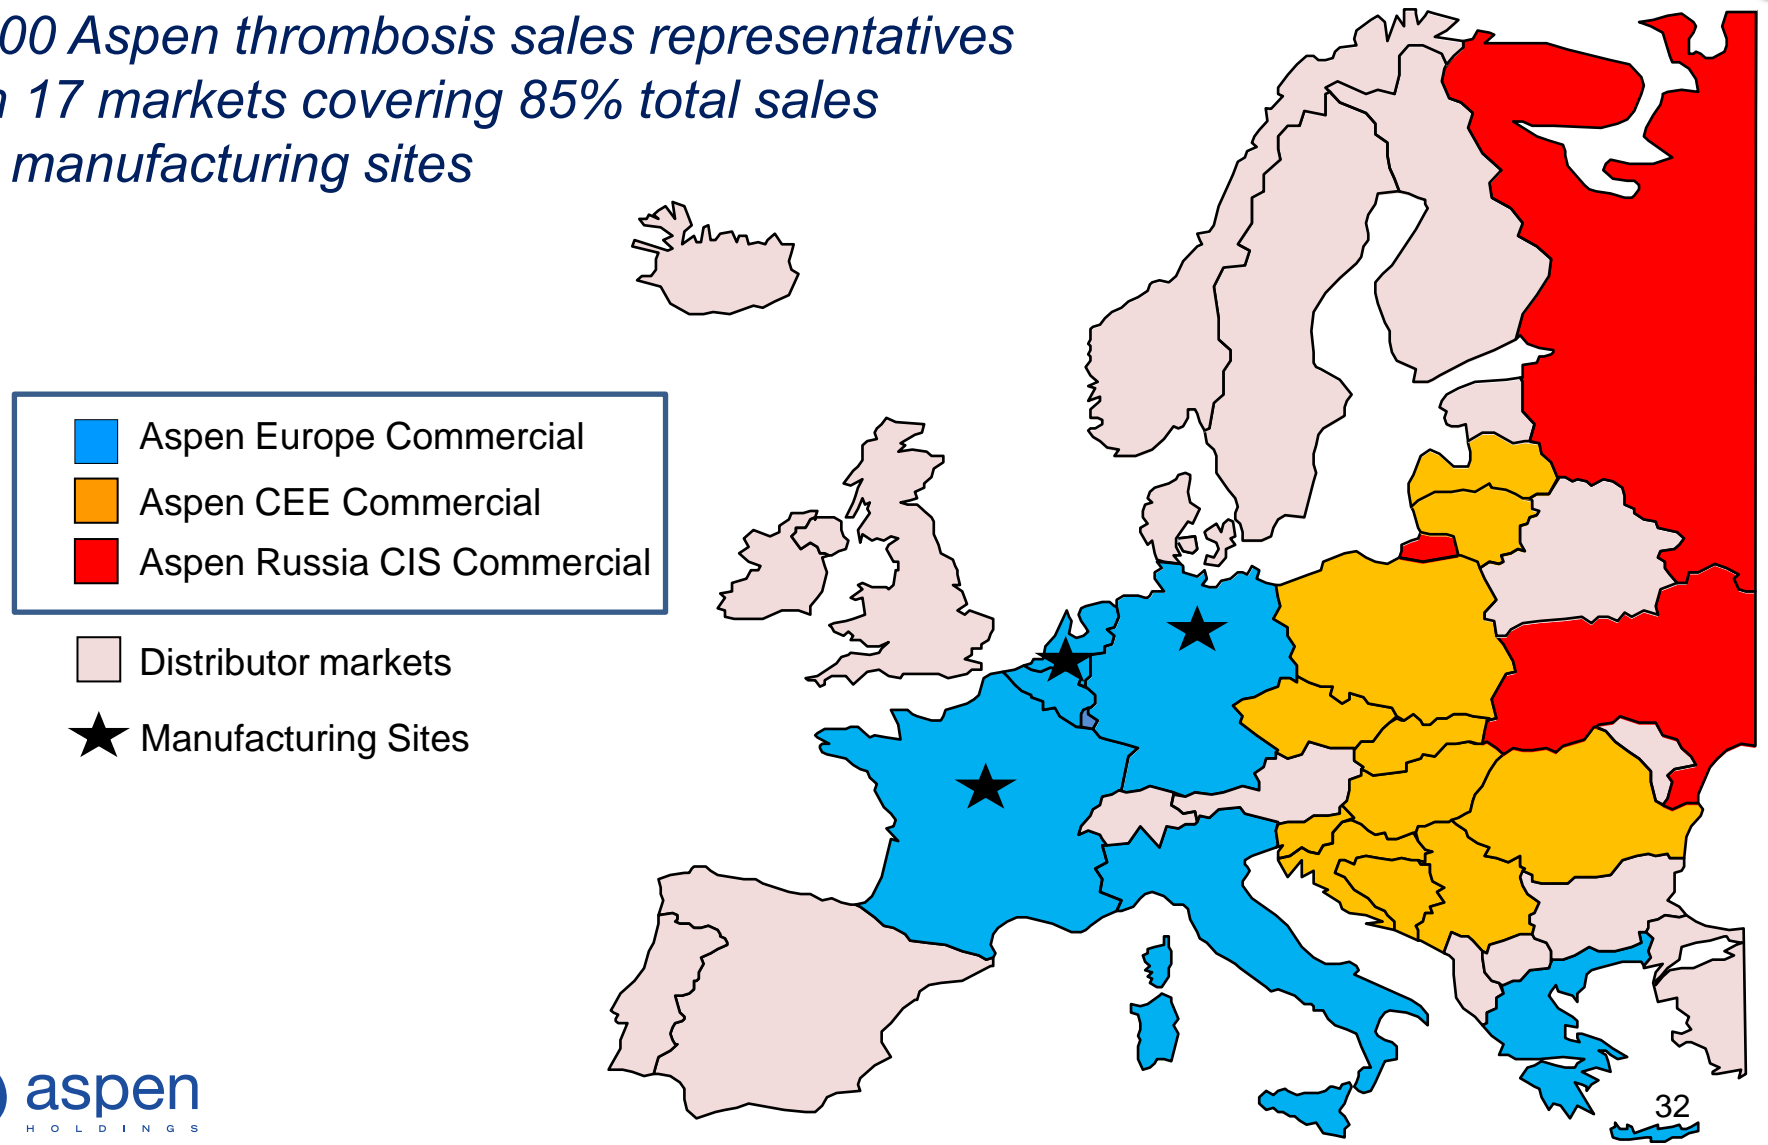 00 Aspen thrombosis sales representatives
17 markets covering 85% total sales
manufacturing sites
Aspen Europe Commercial
Aspen CEE Commercial
Aspen Russia CIS Commercial
Distributor markets
Manufacturing Sites
aspen
HOLDINGS
32